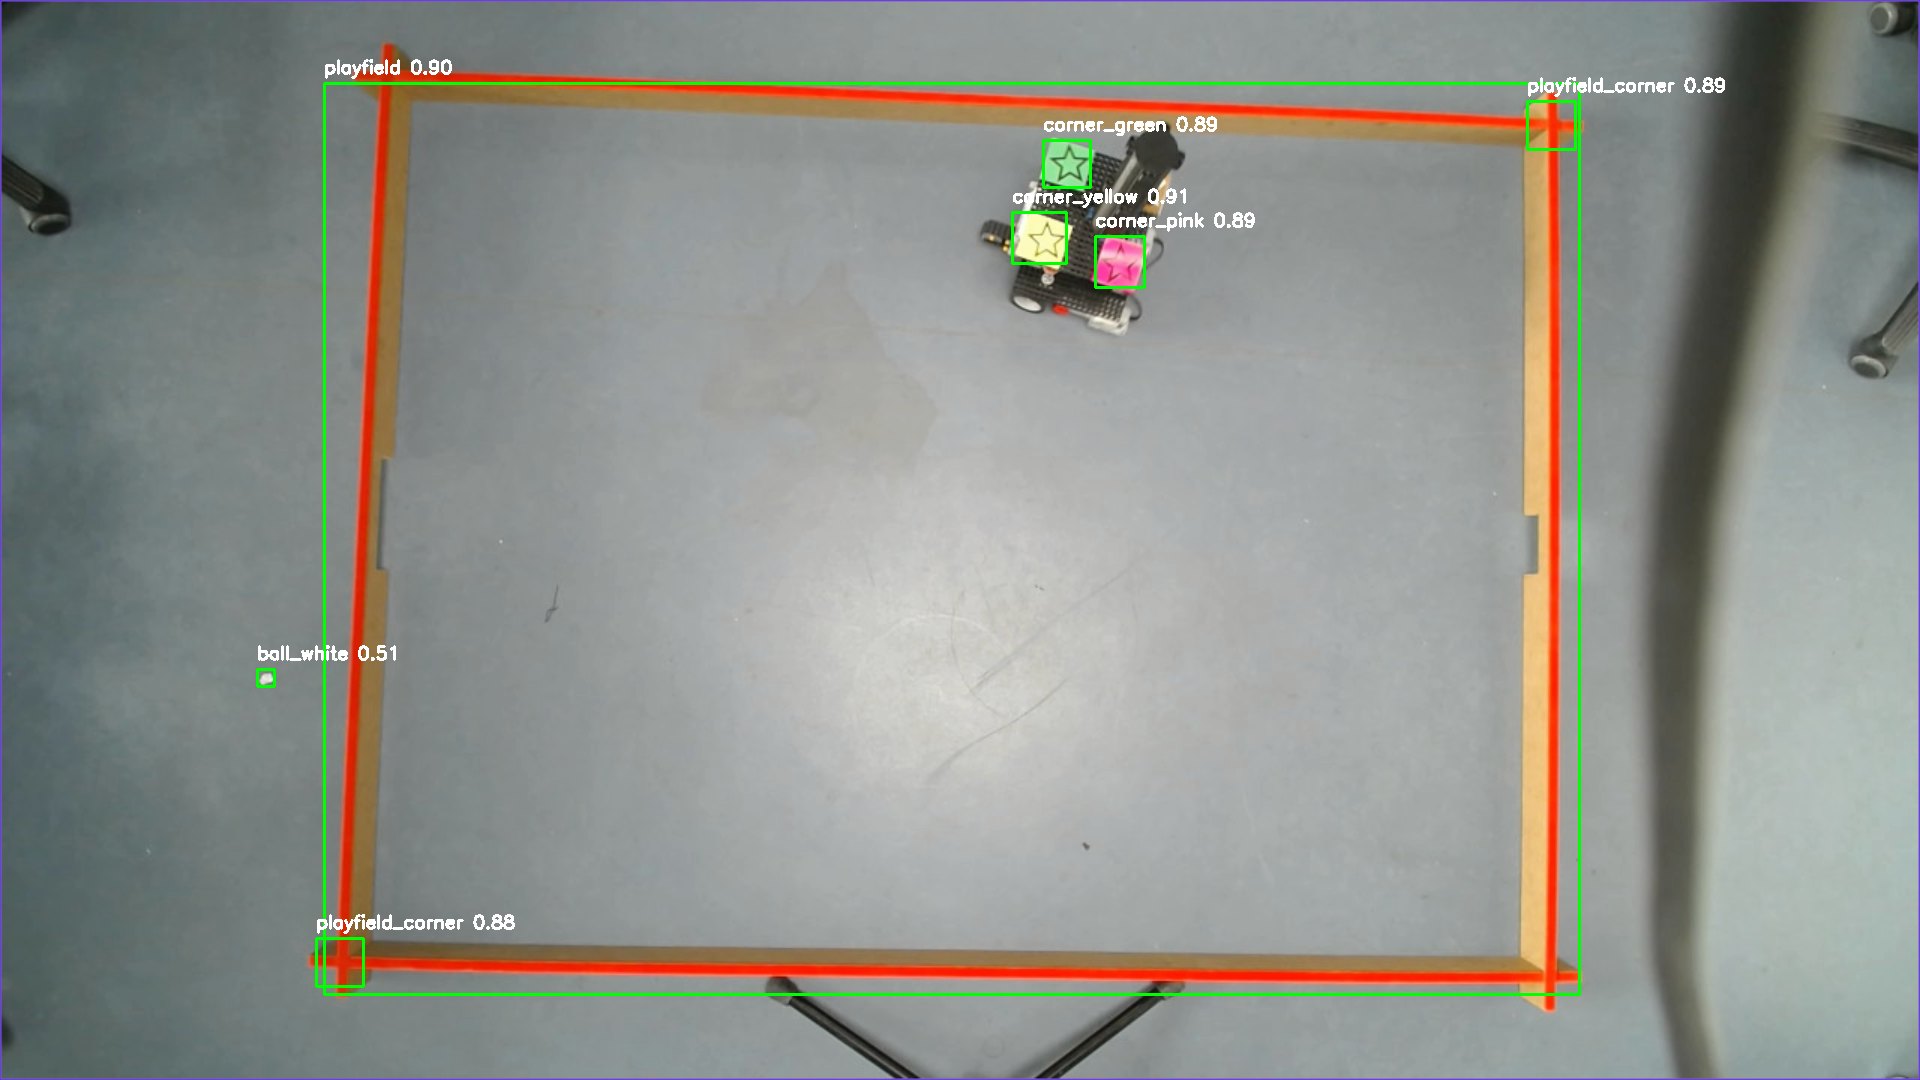 playfield 0.90
playfield_corner 0.89
corner_green 0.89
corner_yellow 0.91
corner_pink 0.89
ball_white 0.51
playfield_corner 0.88